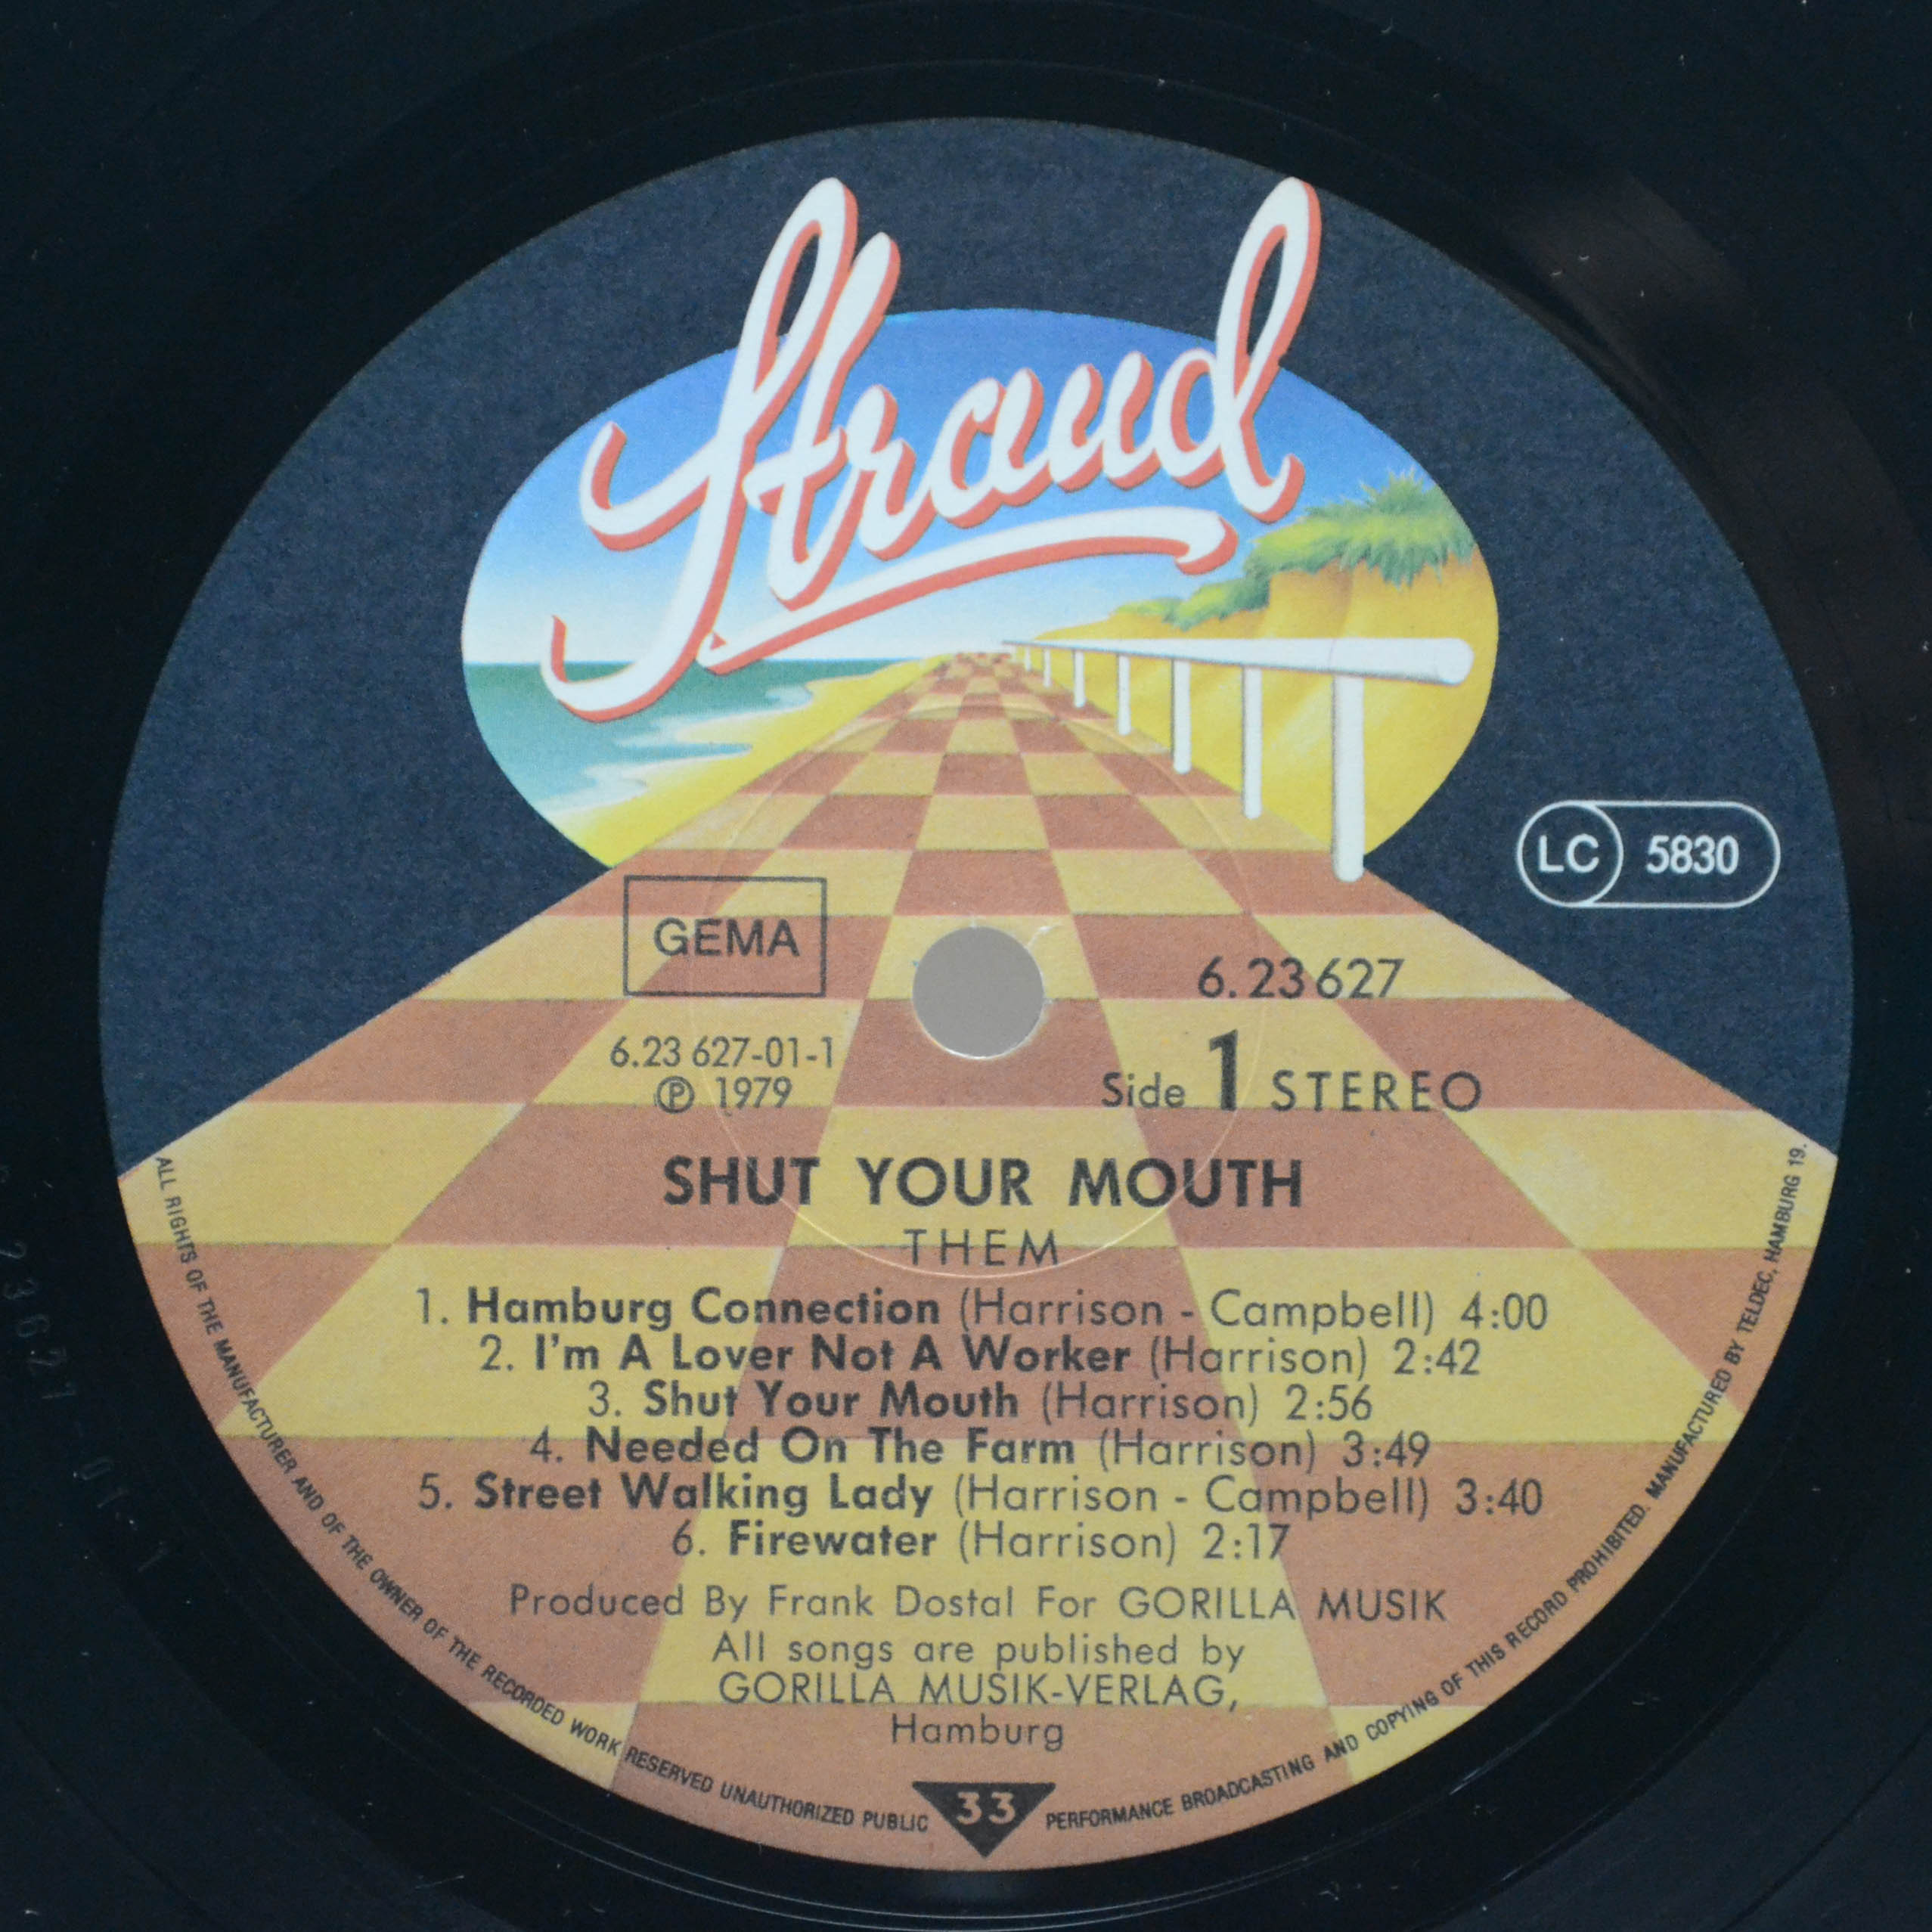 Strand
LC 5830
GEMA
6.23 627
6.23 627-01-1
Ⓟ 1979
Side 1 STEREO
SHUT YOUR MOUTH
THEM
1. Hamburg Connection (Harrison - Campbell) 4:00
2. I'm A Lover Not A Worker (Harrison) 2:42
3. Shut Your Mouth (Harrison) 2:56
4. Needed On The Farm (Harrison) 3:49
5. Street Walking Lady (Harrison - Campbell) 3:40
6. Firewater (Harrison) 2:17
Produced By Frank Dostal For GORILLA MUSIK
All songs are published by
GORILLA MUSIK-VERLAG,
Hamburg
33
ALL RIGHTS OF THE MANUFACTURER AND OF THE OWNER OF THE RECORDED WORK RESERVED UNAUTHORIZED PUBLIC PERFORMANCE BROADCASTING AND COPYING OF THIS RECORD PROHIBITED. MANUFACTURED BY TELDEC, HAMBURG 19.